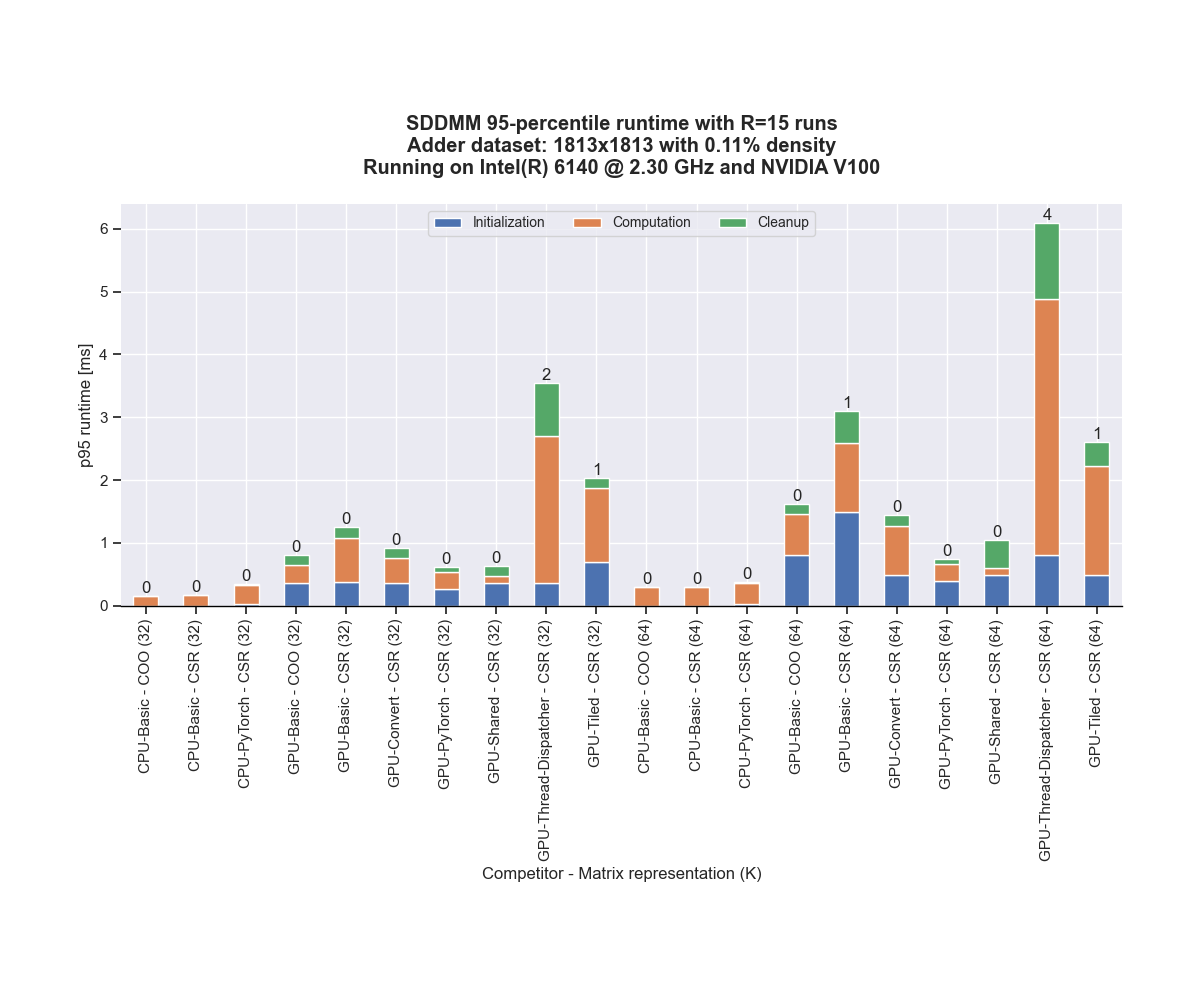 SDDMM 95-percentile runtime with R=15 runs
Adder dataset: 1813x1813 with 0.11% density
Running on Intel(R) 6140 @ 2.30 GHz and NVIDIA V100
Initialization
Computation
Cleanup
p95 runtime [ms]
6
5
4
3
2
1
0
0
0
0
0
0
0
0
0
2
1
0
0
0
0
1
0
0
0
4
1
CPU-Basic - COO (32)
CPU-Basic - CSR (32)
CPU-PyTorch - CSR (32)
GPU-Basic - COO (32)
GPU-Basic - CSR (32)
GPU-Convert - CSR (32)
GPU-PyTorch - CSR (32)
GPU-Shared - CSR (32)
GPU-Thread-Dispatcher - CSR (32)
GPU-Tiled - CSR (32)
CPU-Basic - COO (64)
CPU-Basic - CSR (64)
CPU-PyTorch - CSR (64)
GPU-Basic - COO (64)
GPU-Basic - CSR (64)
GPU-Convert - CSR (64)
GPU-PyTorch - CSR (64)
GPU-Shared - CSR (64)
GPU-Thread-Dispatcher - CSR (64)
GPU-Tiled - CSR (64)
Competitor - Matrix representation (K)